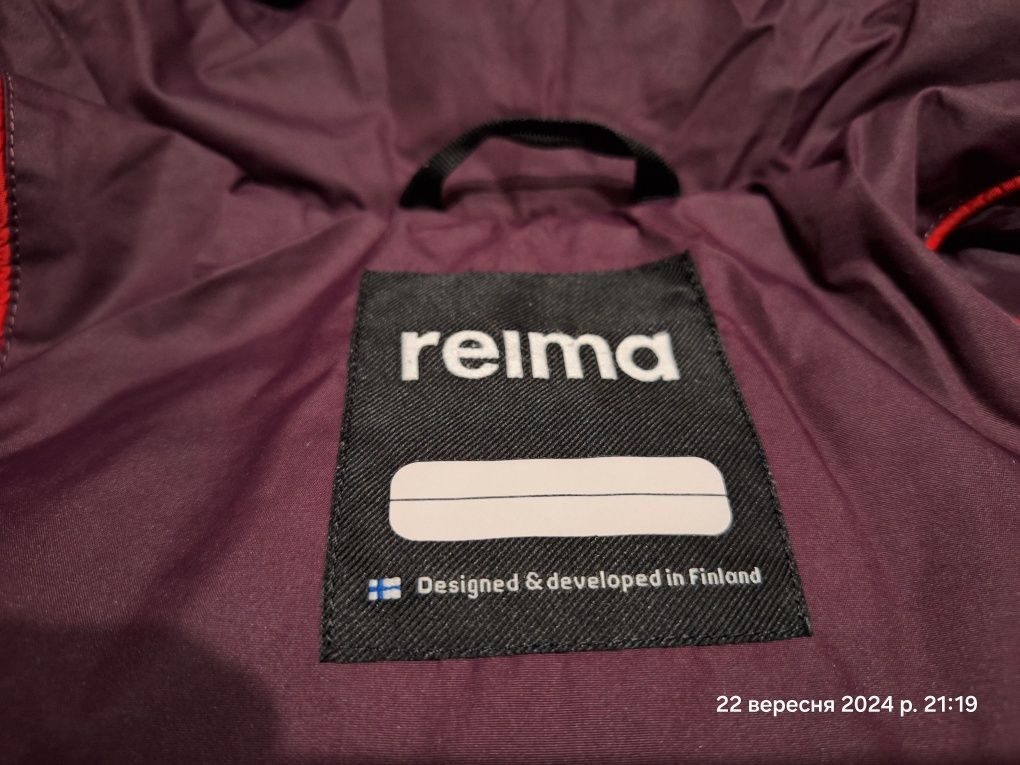 reima
Designed & developed in Finland
22 вересня 2024 р. 21:19